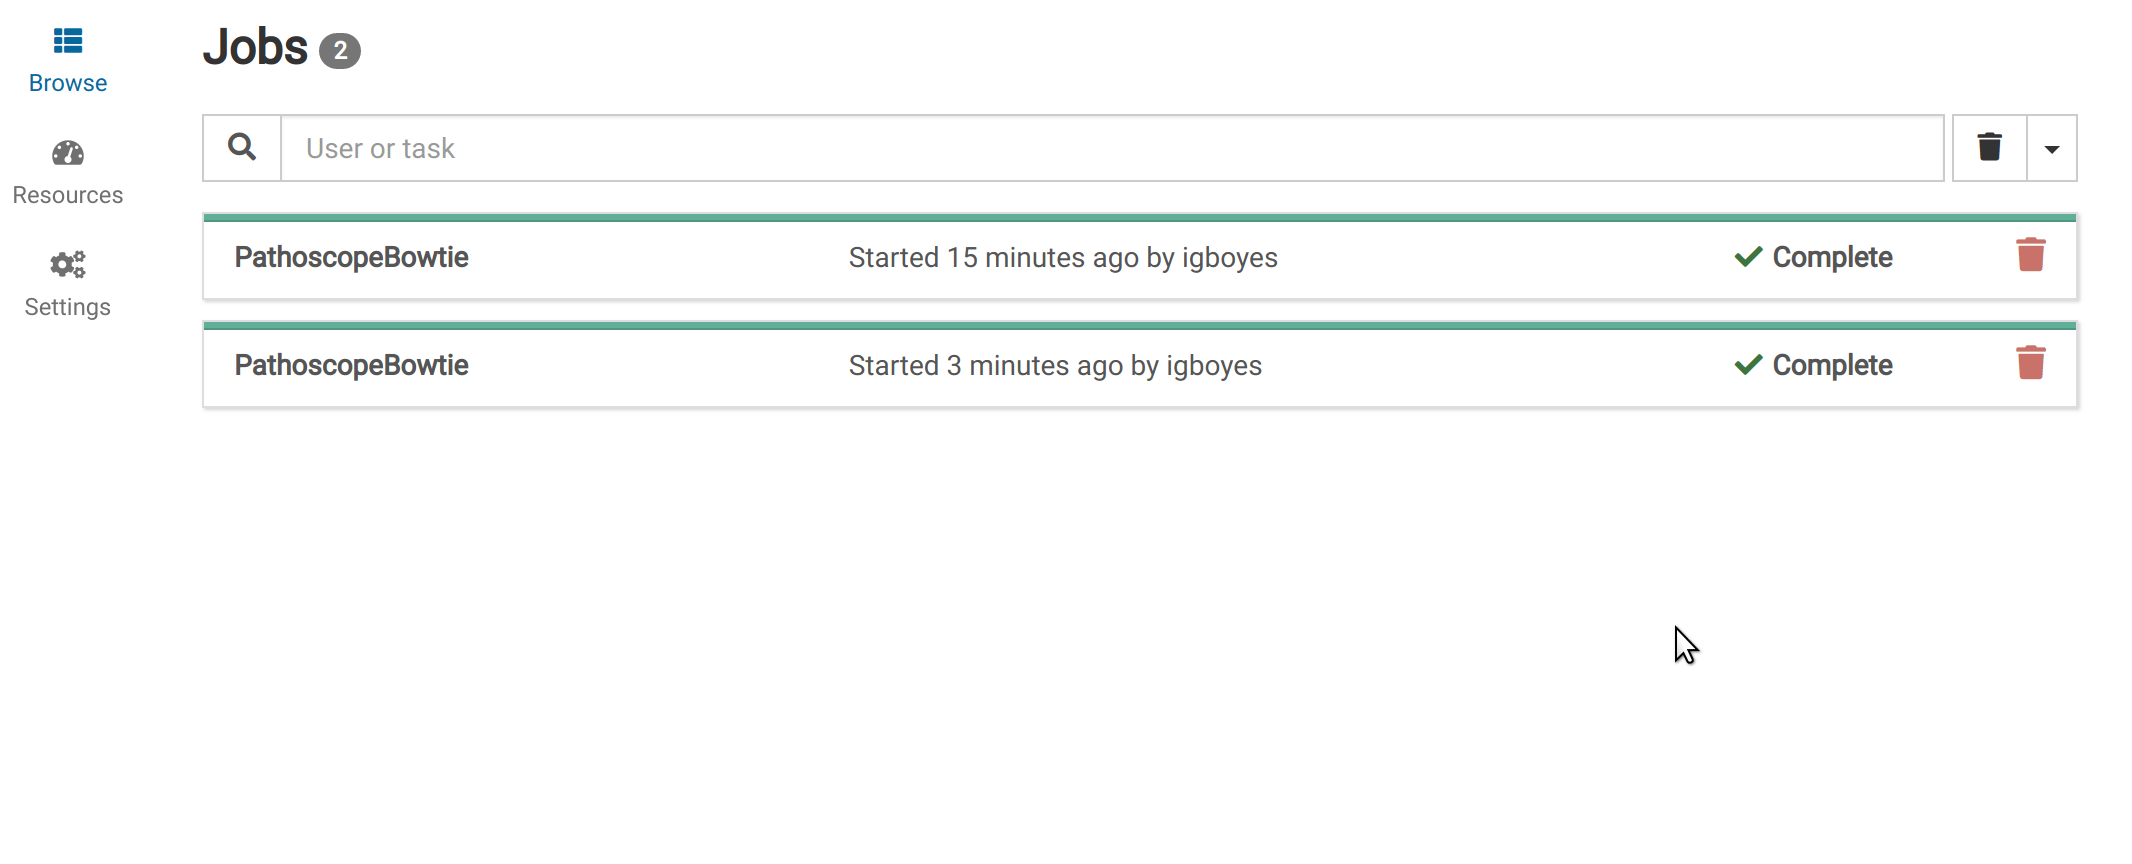 Browse
Resources
Settings
Jobs 2
User or task
PathoscopeBowtie Started 15 minutes ago by igboyes Complete
PathoscopeBowtie Started 3 minutes ago by igboyes Complete